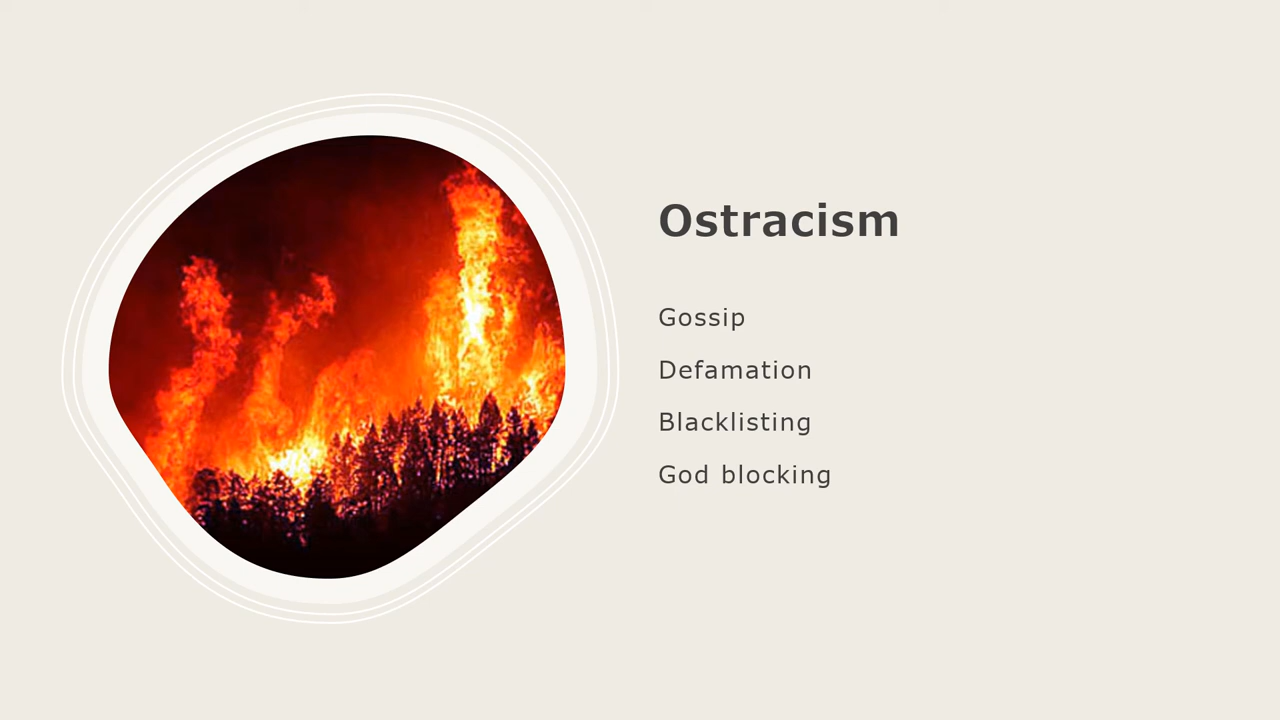 Ostracism
Gossip
Defamation
Blacklisting
God blocking